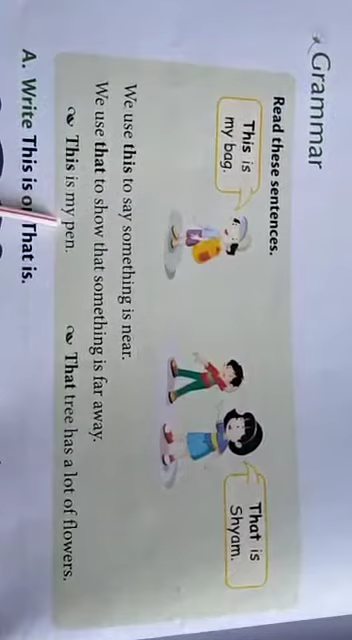 Grammar
Read these sentences.
This is
my bag.
That is
Shyam.
We use this to say something is near.
We use that to show that something is far away.
This is my pen.
That tree has a lot of flowers.
A. Write This is or That is.